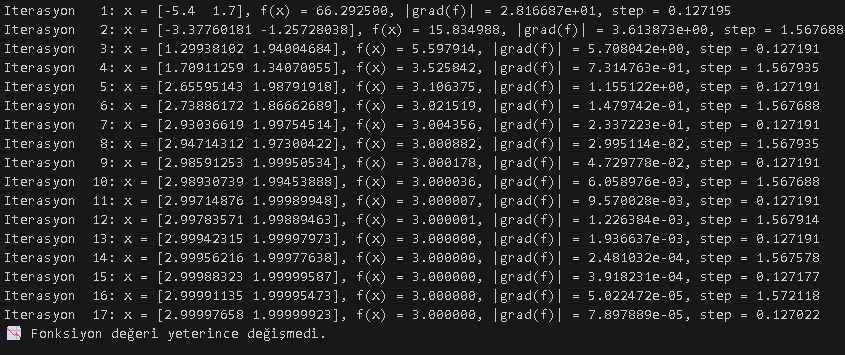 Iterasyon   1: x = [-5.4  1.7], f(x) = 66.292500, |grad(f)| = 2.816687e+01, step = 0.127195
Iterasyon   2: x = [-3.37760181 -1.25728038], f(x) = 15.834988, |grad(f)| = 3.613873e+00, step = 1.567688
Iterasyon   3: x = [1.29938102 1.94004684], f(x) = 5.597914, |grad(f)| = 5.708042e+00, step = 0.127191
Iterasyon   4: x = [1.70911259 1.34070055], f(x) = 3.525842, |grad(f)| = 7.314763e-01, step = 1.567935
Iterasyon   5: x = [2.65595143 1.98791918], f(x) = 3.106375, |grad(f)| = 1.155122e+00, step = 0.127191
Iterasyon   6: x = [2.73886172 1.86662689], f(x) = 3.021519, |grad(f)| = 1.479742e-01, step = 1.567688
Iterasyon   7: x = [2.93036619 1.99754514], f(x) = 3.004356, |grad(f)| = 2.337223e-01, step = 0.127191
Iterasyon   8: x = [2.94714312 1.97300422], f(x) = 3.000882, |grad(f)| = 2.995114e-02, step = 1.567935
Iterasyon   9: x = [2.98591253 1.99950534], f(x) = 3.000178, |grad(f)| = 4.729778e-02, step = 0.127191
Iterasyon  10: x = [2.98930739 1.99453888], f(x) = 3.000036, |grad(f)| = 6.058976e-03, step = 1.567688
Iterasyon  11: x = [2.99714876 1.99989948], f(x) = 3.000007, |grad(f)| = 9.570028e-03, step = 0.127191
Iterasyon  12: x = [2.99783571 1.99889463], f(x) = 3.000001, |grad(f)| = 1.226384e-03, step = 1.567914
Iterasyon  13: x = [2.99942315 1.99997973], f(x) = 3.000000, |grad(f)| = 1.936637e-03, step = 0.127191
Iterasyon  14: x = [2.99956216 1.99977638], f(x) = 3.000000, |grad(f)| = 2.481032e-04, step = 1.567578
Iterasyon  15: x = [2.99988323 1.99999587], f(x) = 3.000000, |grad(f)| = 3.918231e-04, step = 0.127177
Iterasyon  16: x = [2.99991135 1.99995473], f(x) = 3.000000, |grad(f)| = 5.022472e-05, step = 1.572118
Iterasyon  17: x = [2.99997658 1.99999923], f(x) = 3.000000, |grad(f)| = 7.897889e-05, step = 0.127022
Fonksiyon değeri yeterince değişmedi.